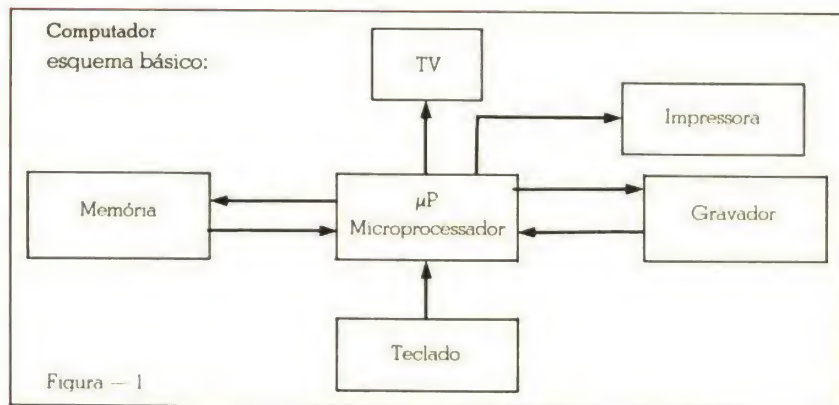 Computador
esquema básico:
TV
Impressora
Memória
µP
Microprocessador
Gravador
Teclado
Figura — 1